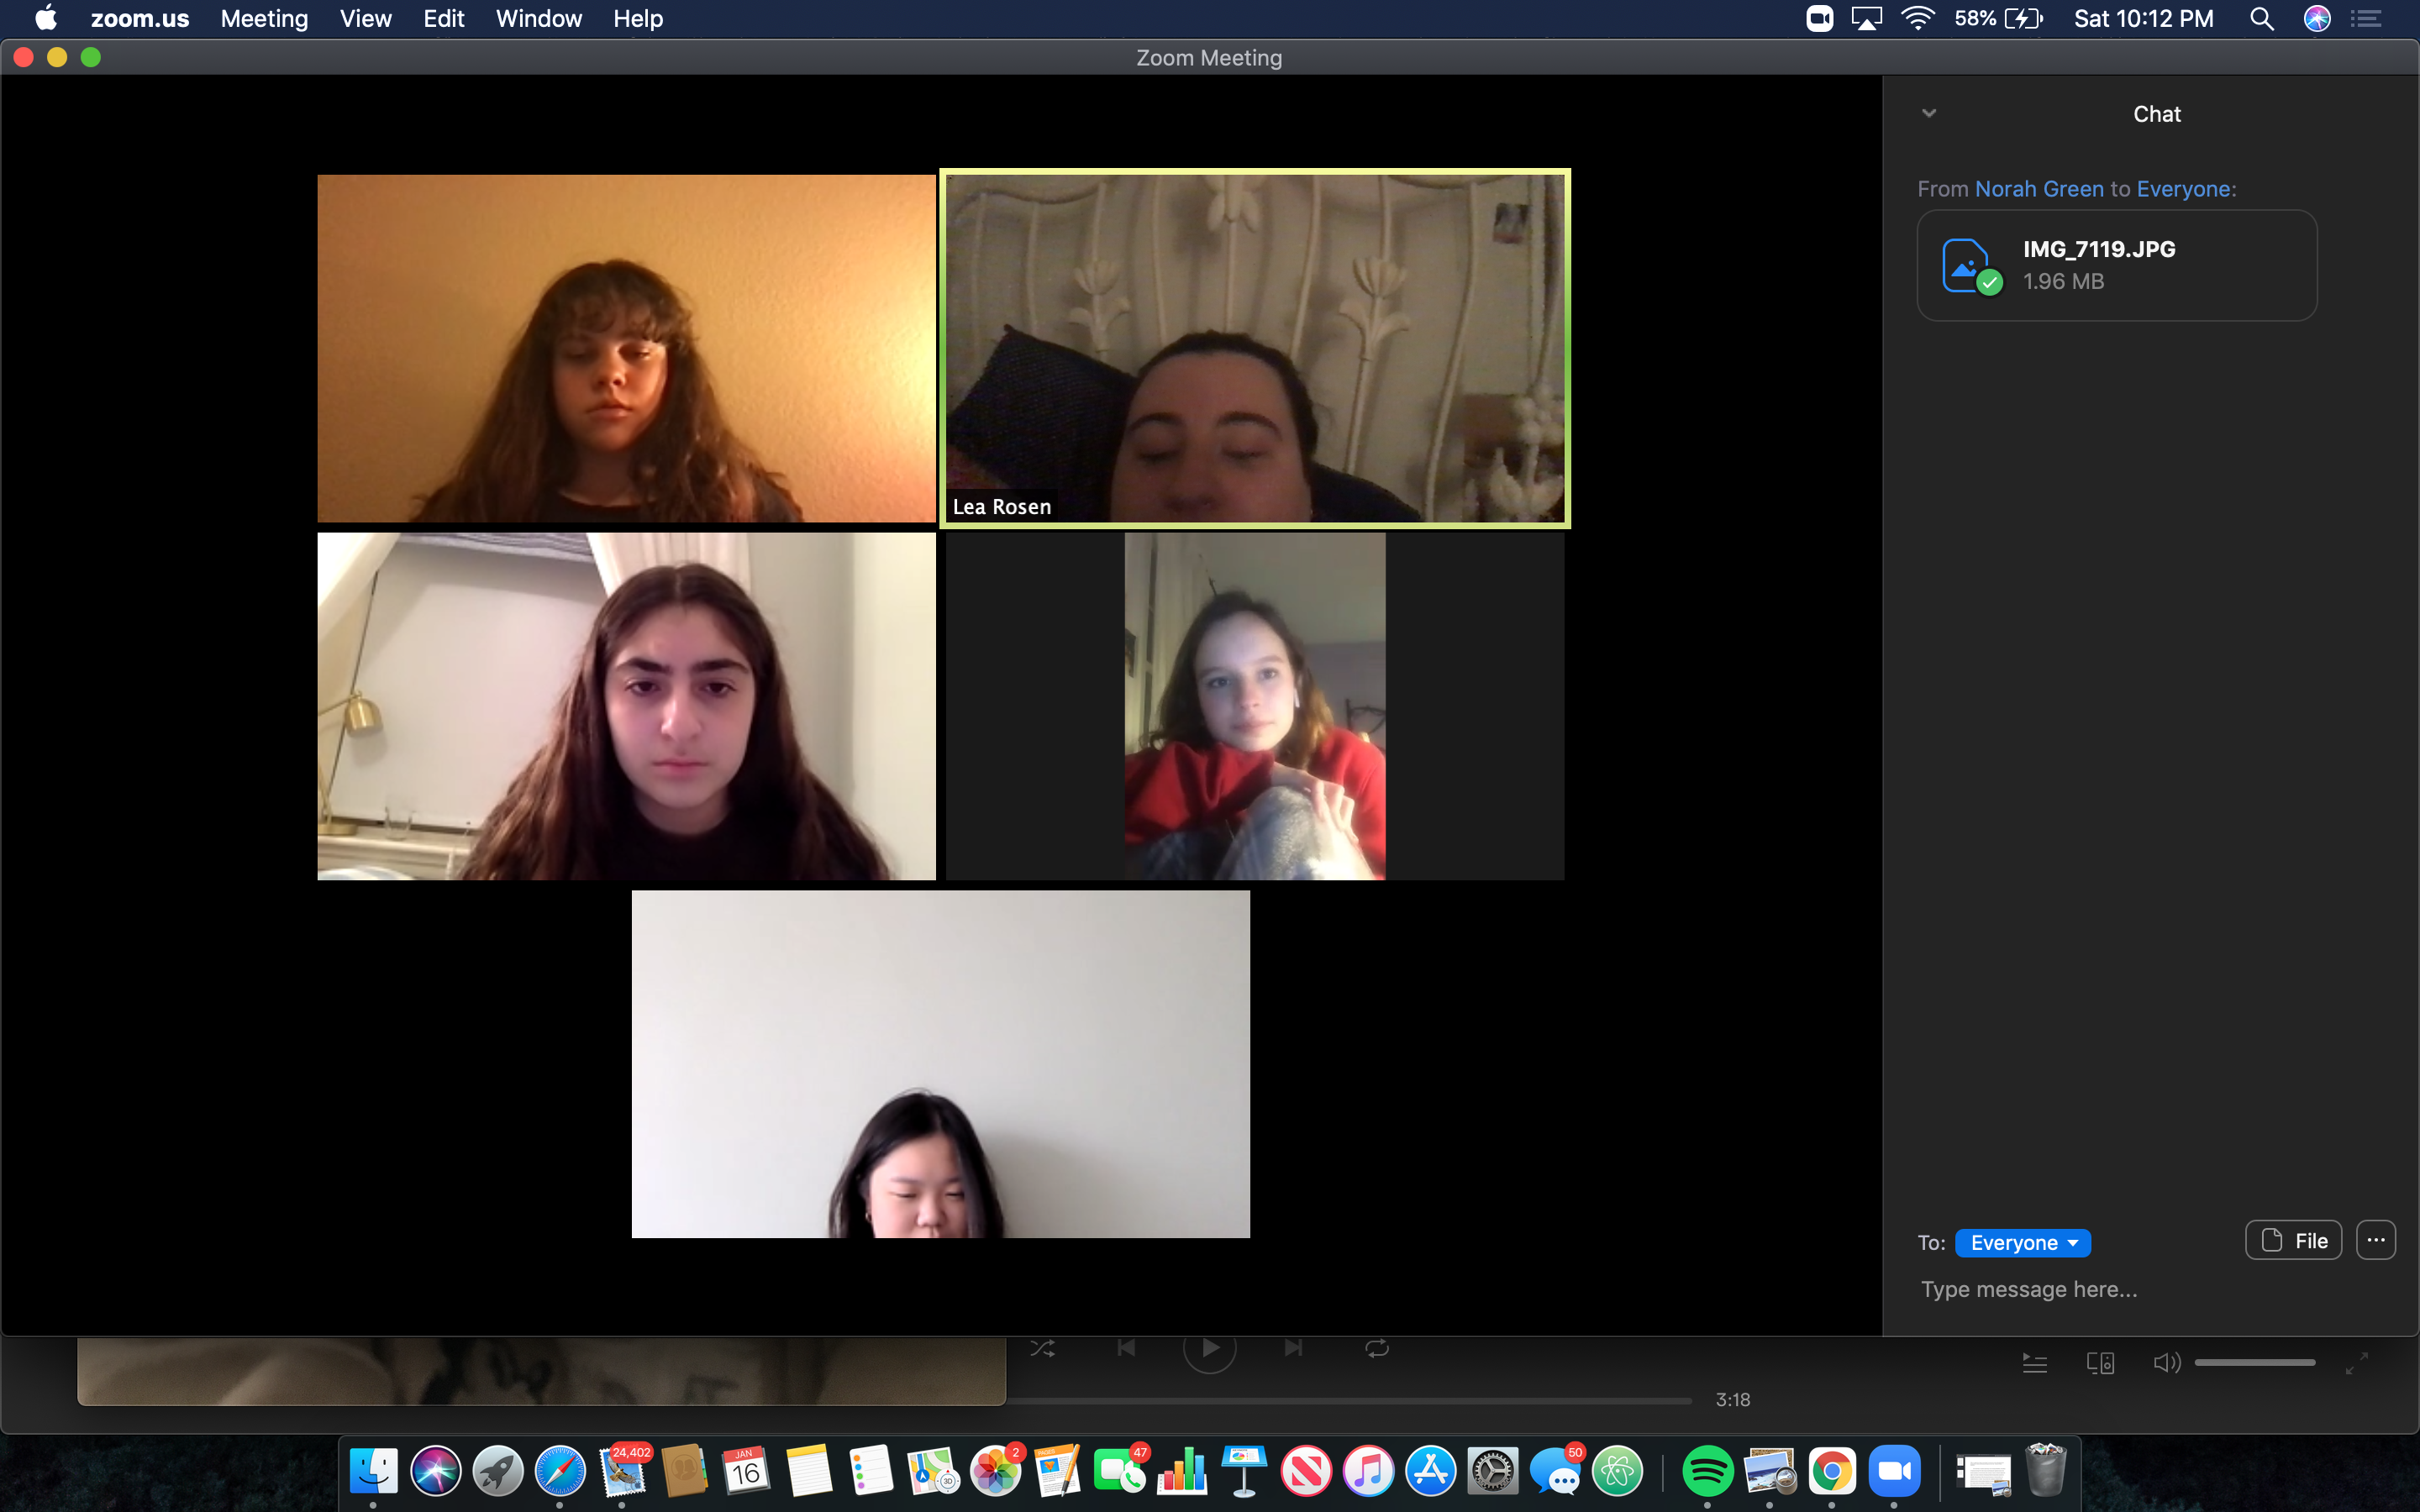 zoom.us Meeting View Edit Window Help 58% Sat 10:12 PM
Zoom Meeting
Chat
From Norah Green to Everyone:
IMG_7119.JPG
1.96 MB
Lea Rosen
To: Everyone File ...
Type message here...
3:18
24,402 JAN 16 2 PAGES 47 50
3D